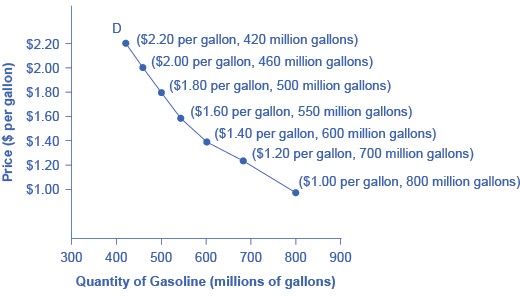 D
($2.20 per gallon, 420 million gallons)
($2.00 per gallon, 460 million gallons)
($1.80 per gallon, 500 million gallons)
($1.60 per gallon, 550 million gallons)
($1.40 per gallon, 600 million gallons)
($1.20 per gallon, 700 million gallons)
($1.00 per gallon, 800 million gallons)
Price ($ per gallon)
$2.20
$2.00
$1.80
$1.60
$1.40
$1.20
$1.00
300 400 500 600 700 800 900
Quantity of Gasoline (millions of gallons)